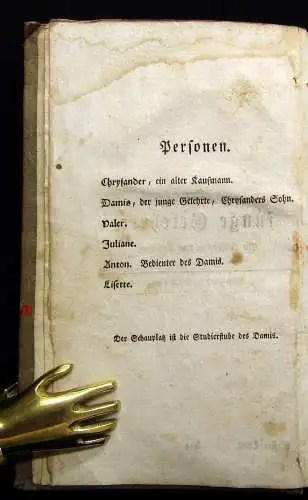 Personen.
Chrysander, ein alter Kaufmann.
Damis, der junge Gelehrte, Chrysanders Sohn.
Valer.
Juliane.
Anton. Bedienter des Damis.
Lisette.
Der Schauplatz ist die Studierstube des Damis.